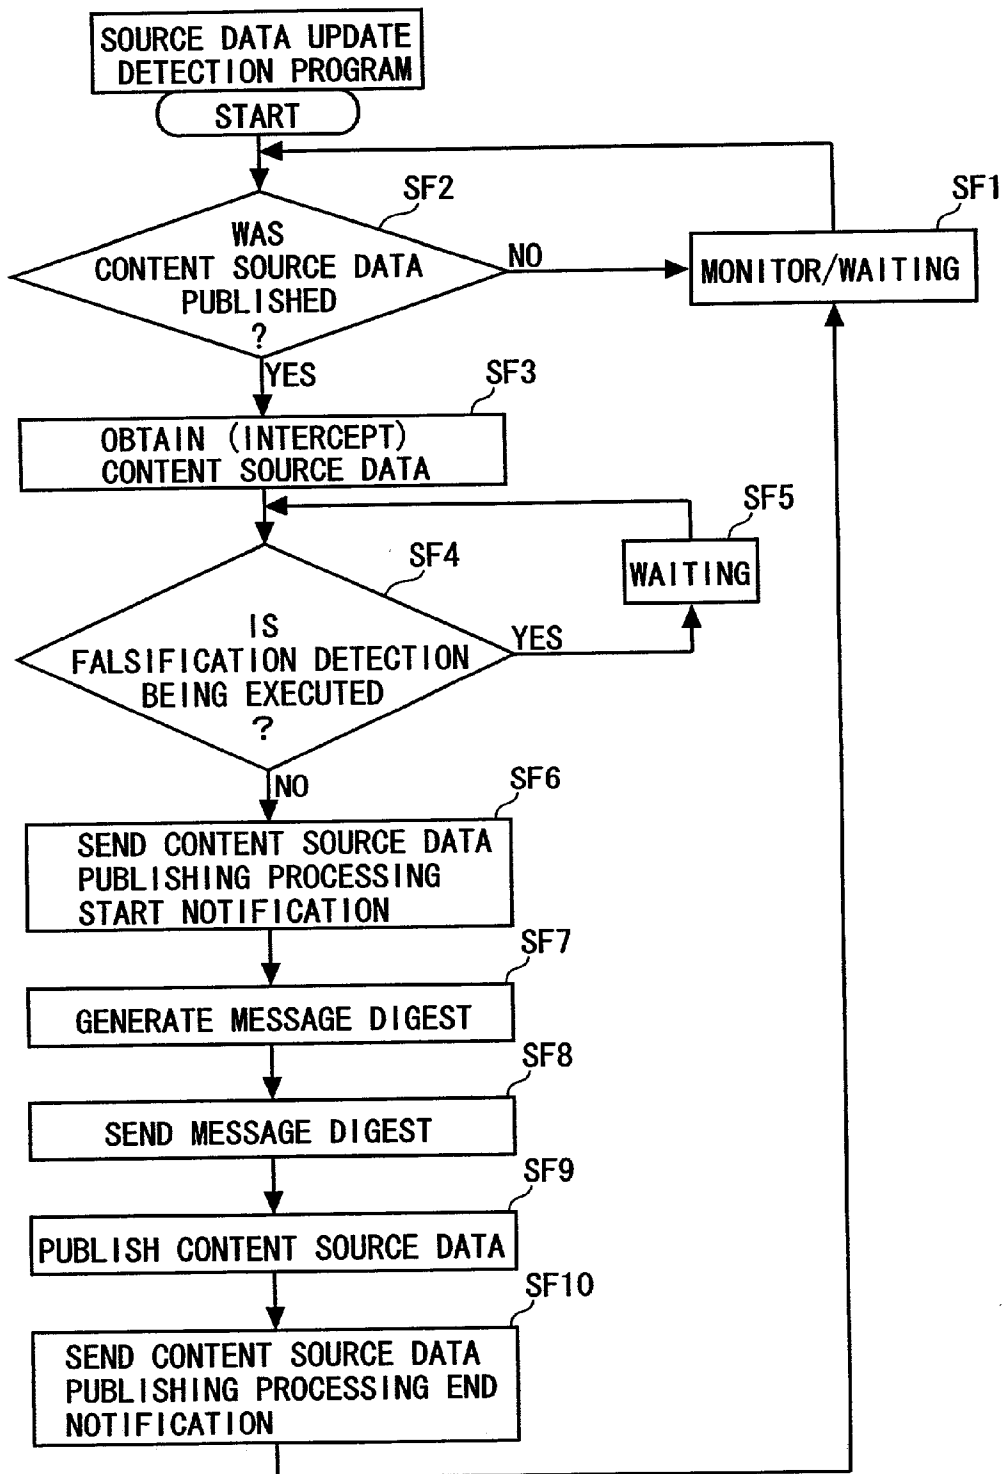 SOURCE DATA UPDATE
DETECTION PROGRAM
START
SF2
WAS
CONTENT SOURCE DATA
PUBLISHED
?
NO
SF1
MONITOR/WAITING
YES
SF3
OBTAIN (INTERCEPT)
CONTENT SOURCE DATA
SF5
WAITING
SF4
IS
FALSIFICATION DETECTION
BEING EXECUTED
?
YES
NO
SF6
SEND CONTENT SOURCE DATA
PUBLISHING PROCESSING
START NOTIFICATION
SF7
GENERATE MESSAGE DIGEST
SF8
SEND MESSAGE DIGEST
SF9
PUBLISH CONTENT SOURCE DATA
SF10
SEND CONTENT SOURCE DATA
PUBLISHING PROCESSING END
NOTIFICATION